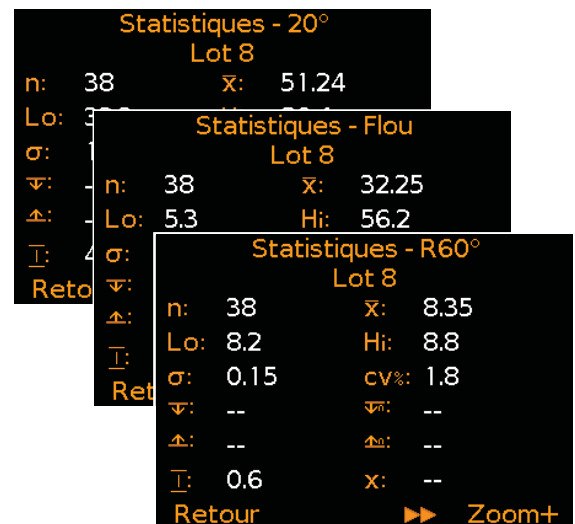 Statistiques - 20°
Lot 8
n: 38 x̅: 51.24
Lo:
σ:
↧:
↥:
⌶:
Statistiques - Flou
Lot 8
n: 38 x̅: 32.25
Lo: 5.3 Hi: 56.2
σ:
↧:
↥:
⌶:
Statistiques - R60°
Lot 8
n: 38 x̅: 8.35
Lo: 8.2 Hi: 8.8
σ: 0.15 cv%: 1.8
↧: -- ↧n: --
↥: -- ↥n: --
⌶: 0.6 x: --
Retour ▶▶ Zoom+